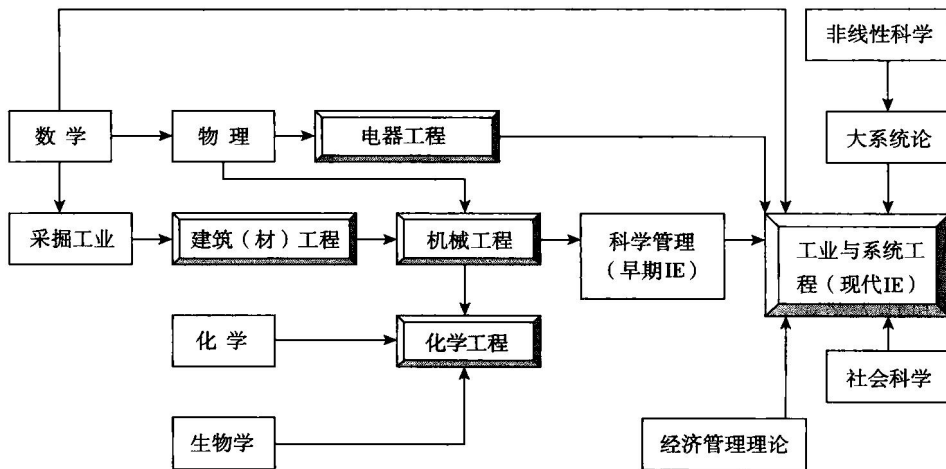 非线性科学
数 学
物 理
电器工程
大系统论
采掘工业
建筑（材）工程
机械工程
科学管理
（早期IE）
工业与系统工
程（现代IE）
化 学
化学工程
社会科学
生物学
经济管理理论